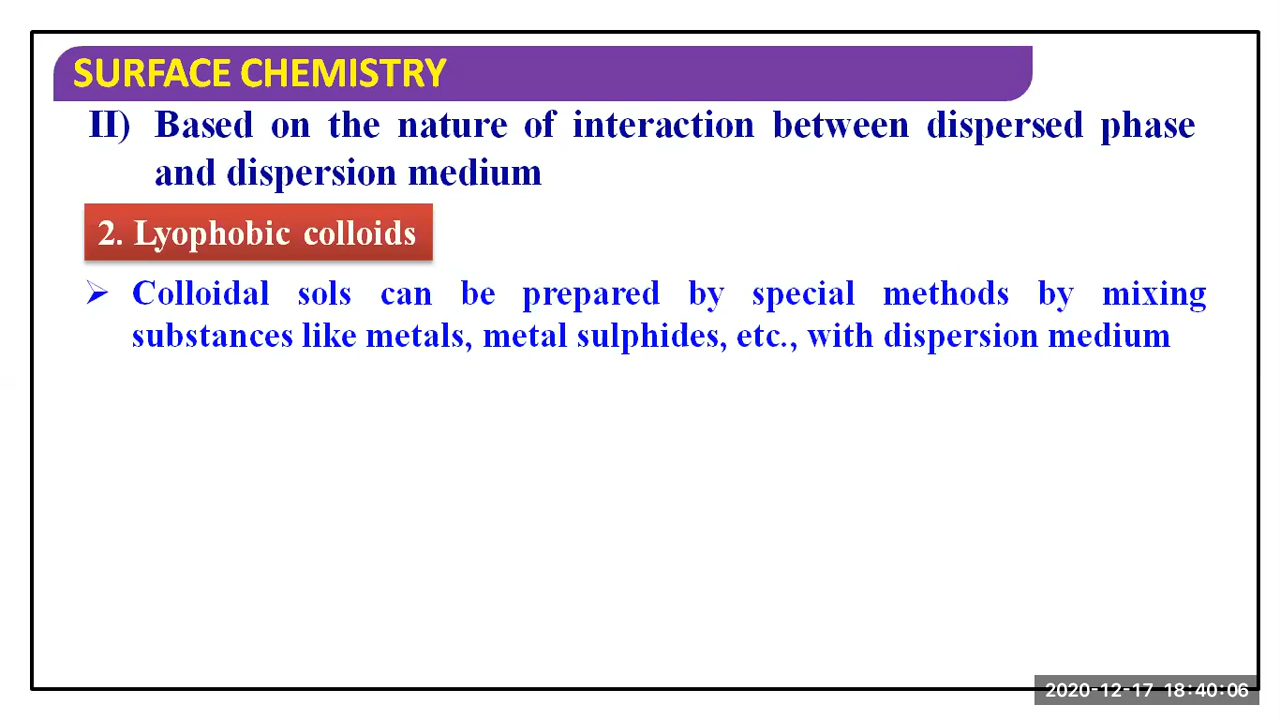 SURFACE CHEMISTRY
II) Based on the nature of interaction between dispersed phase
and dispersion medium
2. Lyophobic colloids
➢ Colloidal sols can be prepared by special methods by mixing
substances like metals, metal sulphides, etc., with dispersion medium
2020-12-17 18:40:06